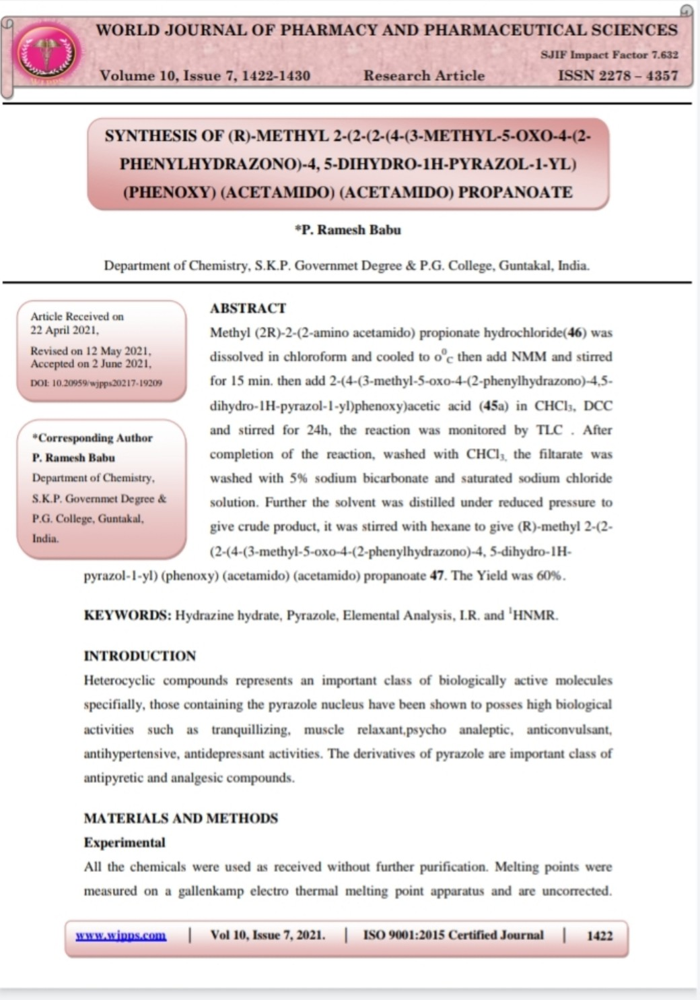 WORLD JOURNAL OF PHARMACY AND PHARMACEUTICAL SCIENCES
SJIF Impact Factor 7.632
Volume 10, Issue 7, 1422-1430 Research Article ISSN 2278 – 4357
WJPPS
SYNTHESIS OF (R)-METHYL 2-(2-(2-(4-(3-METHYL-5-OXO-4-(2-
PHENYLHYDRAZONO)-4, 5-DIHYDRO-1H-PYRAZOL-1-YL)
(PHENOXY) (ACETAMIDO) (ACETAMIDO) PROPANOATE
*P. Ramesh Babu
Department of Chemistry, S.K.P. Governmet Degree & P.G. College, Guntakal, India.
Article Received on
22 April 2021,
Revised on 12 May 2021,
Accepted on 2 June 2021,
DOI: 10.20959/wjpps20217-19209
*Corresponding Author
P. Ramesh Babu
Department of Chemistry,
S.K.P. Governmet Degree &
P.G. College, Guntakal,
India.
ABSTRACT
Methyl (2R)-2-(2-amino acetamido) propionate hydrochloride(46) was
dissolved in chloroform and cooled to o⁰c then add NMM and stirred
for 15 min. then add 2-(4-(3-methyl-5-oxo-4-(2-phenylhydrazono)-4,5-
dihydro-1H-pyrazol-1-yl)phenoxy)acetic acid (45a) in CHCl₃, DCC
and stirred for 24h, the reaction was monitored by TLC . After
completion of the reaction, washed with CHCl₃, the filtarate was
washed with 5% sodium bicarbonate and saturated sodium chloride
solution. Further the solvent was distilled under reduced pressure to
give crude product, it was stirred with hexane to give (R)-methyl 2-(2-
(2-(4-(3-methyl-5-oxo-4-(2-phenylhydrazono)-4, 5-dihydro-1H-
pyrazol-1-yl) (phenoxy) (acetamido) (acetamido) propanoate 47. The Yield was 60%.
KEYWORDS: Hydrazine hydrate, Pyrazole, Elemental Analysis, I.R. and ¹HNMR.
INTRODUCTION
Heterocyclic compounds represents an important class of biologically active molecules
specifially, those containing the pyrazole nucleus have been shown to posses high biological
activities such as tranquillizing, muscle relaxant,psycho analeptic, anticonvulsant,
antihypertensive, antidepressant activities. The derivatives of pyrazole are important class of
antipyretic and analgesic compounds.
MATERIALS AND METHODS
Experimental
All the chemicals were used as received without further purification. Melting points were
measured on a gallenkamp electro thermal melting point apparatus and are uncorrected.
www.wjpps.com | Vol 10, Issue 7, 2021. | ISO 9001:2015 Certified Journal | 1422